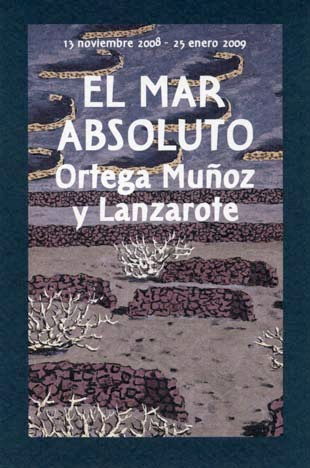 13 noviembre 2008 - 25 enero 2009
EL MAR
ABSOLUTO
Ortega Muñoz
y Lanzarote